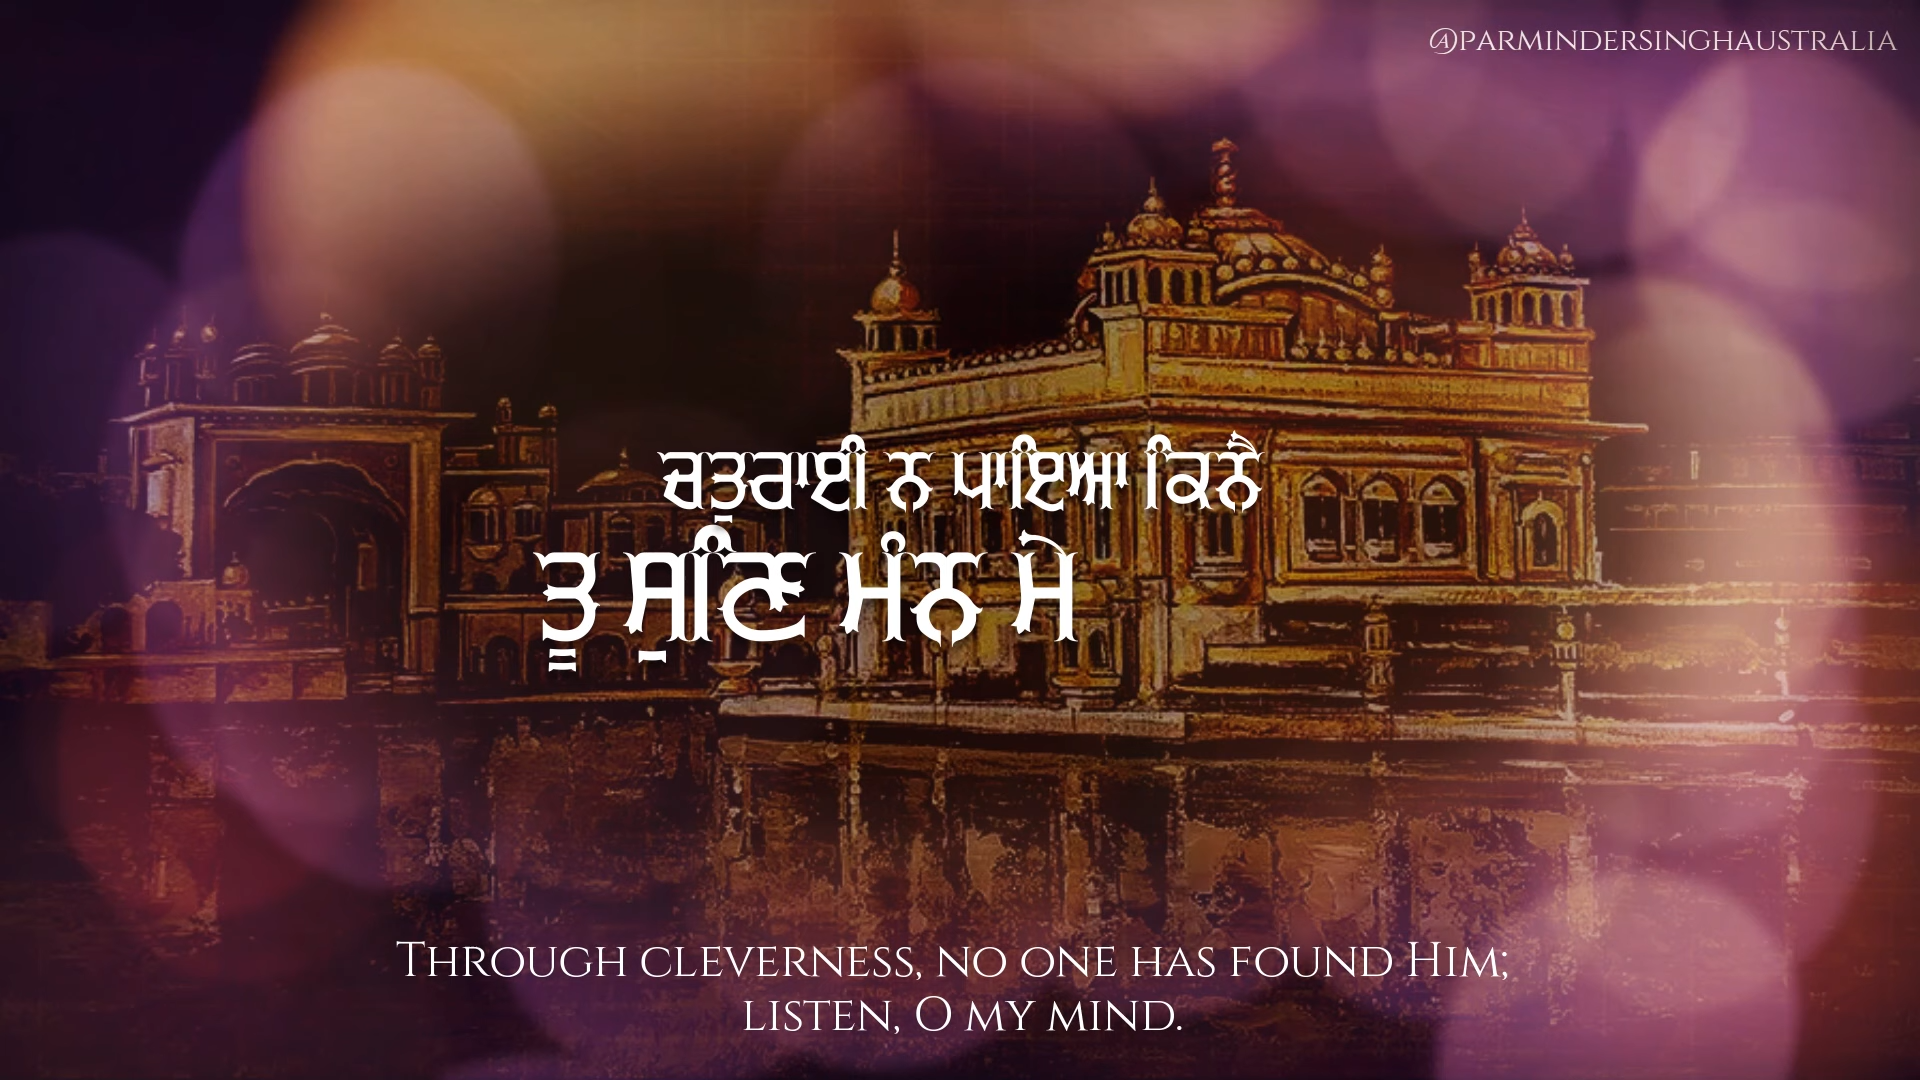 @PARMINDERSINGHAUSTRALIA
ਚਤੁਰਾਈ ਨ ਪਾਇਆ ਕਿਨੈ
ਤੂ ਸੁਣਿ ਮੰਨ ਮੇ
Through cleverness, no one has found Him;
listen, O my mind.